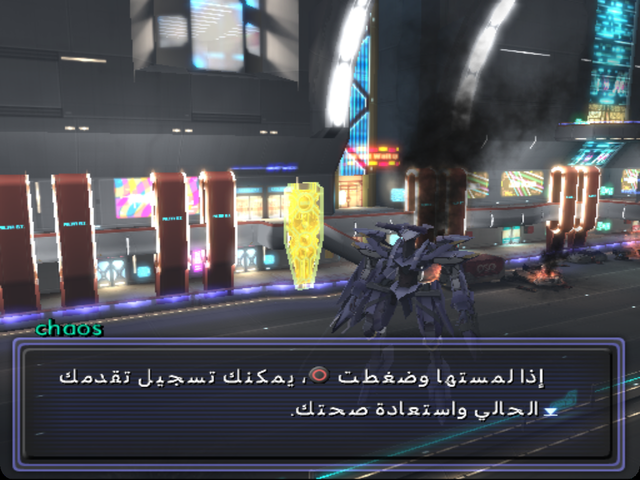 chaos
إذا لمستها وضغطت ⭕، يمكنك تسجيل تقدمك
الحالي واستعادة صحتك.